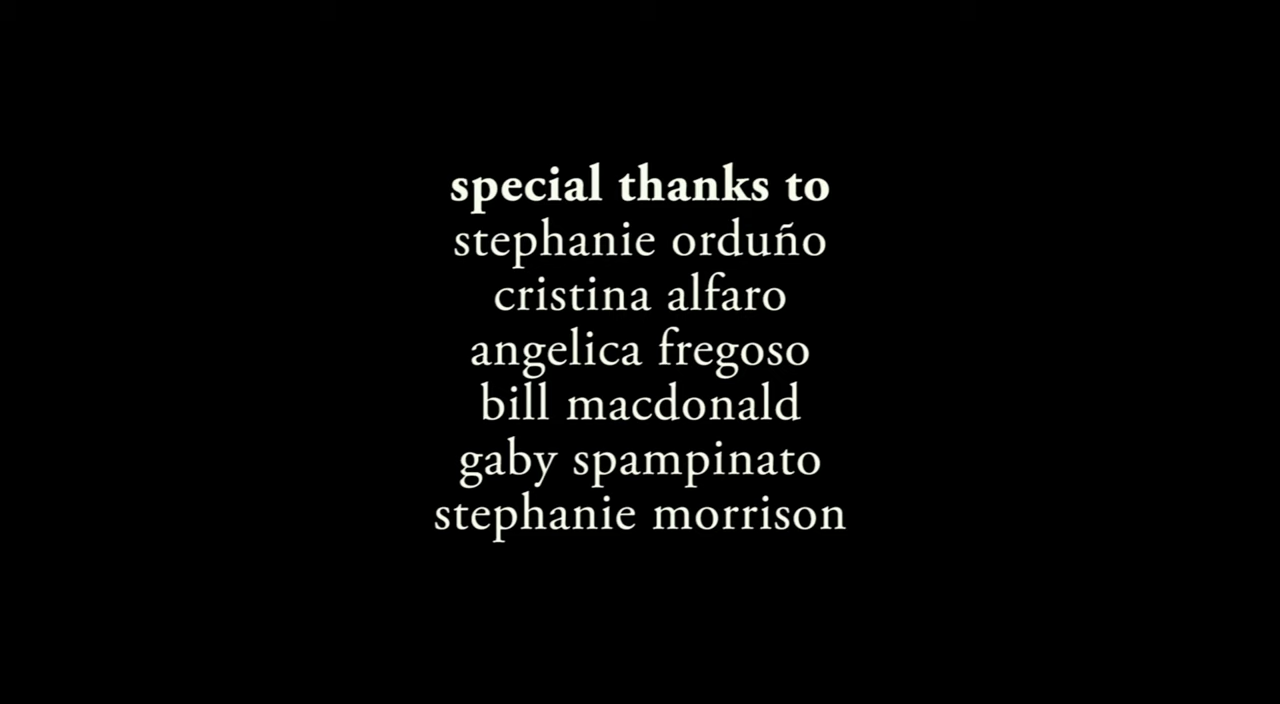 special thanks to
stephanie orduño
cristina alfaro
angelica fregoso
bill macdonald
gaby spampinato
stephanie morrison